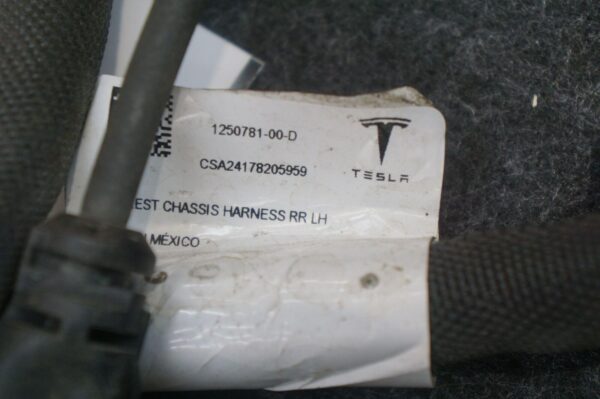 1250781-00-D
TESLA
CSA24178205959
EST CHASSIS HARNESS RR LH
MÉXICO